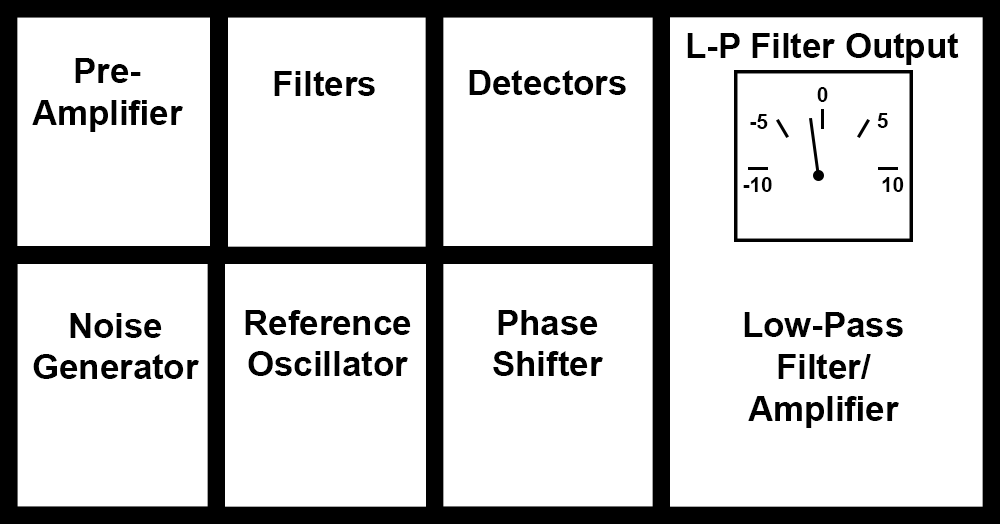 Pre-
Amplifier
Filters
Detectors
L-P Filter Output
0
-5
5
-10
10
Noise
Generator
Reference
Oscillator
Phase
Shifter
Low-Pass
Filter/
Amplifier